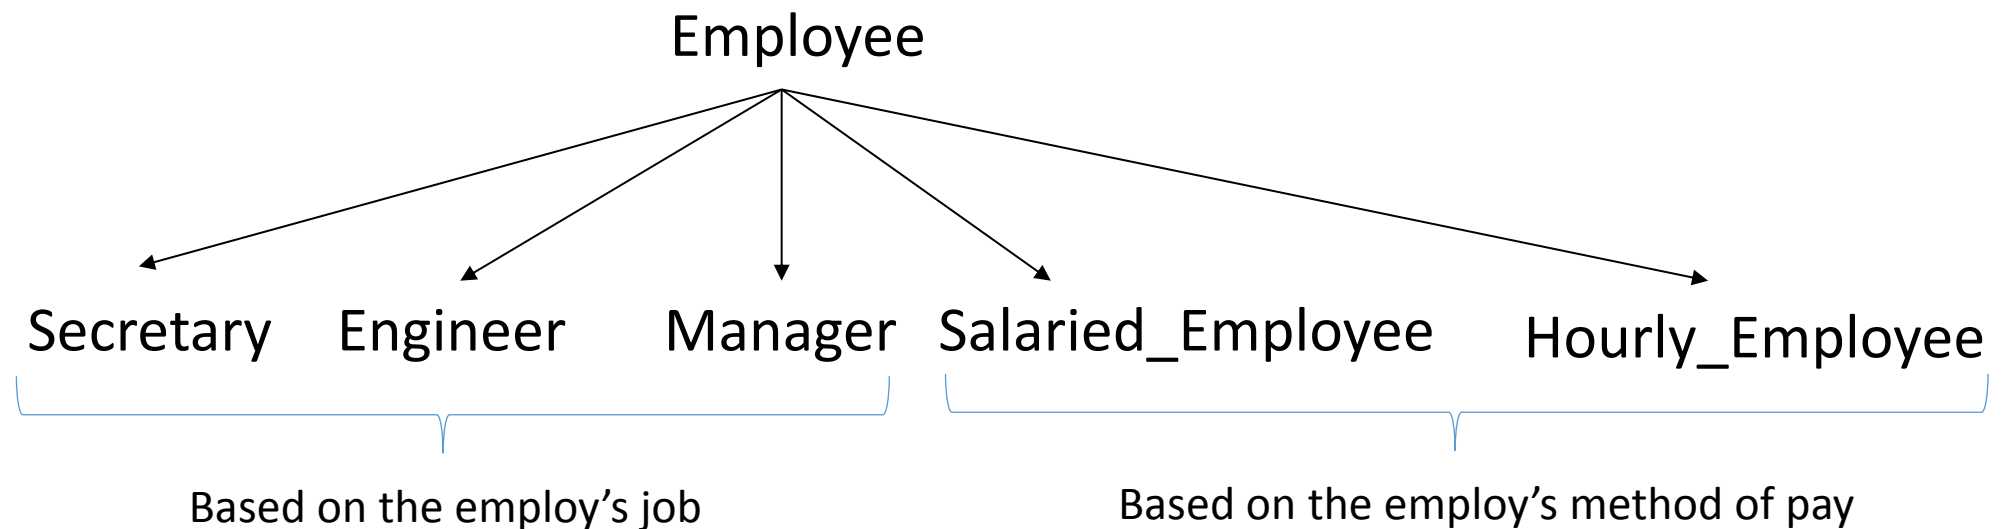 Employee
Secretary Engineer Manager Salaried_Employee Hourly_Employee
Based on the employ’s job Based on the employ’s method of pay